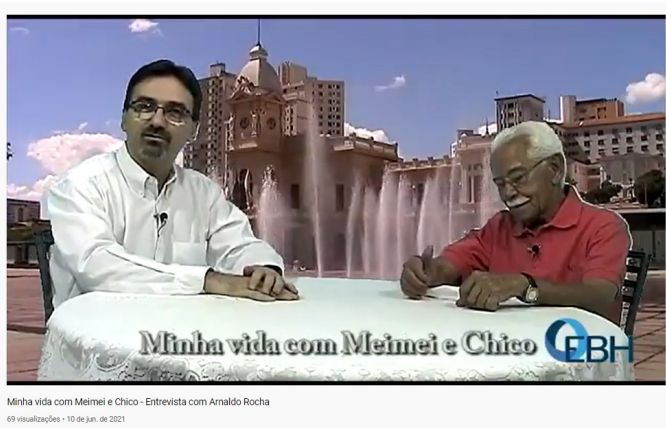 Minha vida com Meimei e Chico
EBH
Minha vida com Meimei e Chico - Entrevista com Arnaldo Rocha
69 visualizações • 10 de jun. de 2021